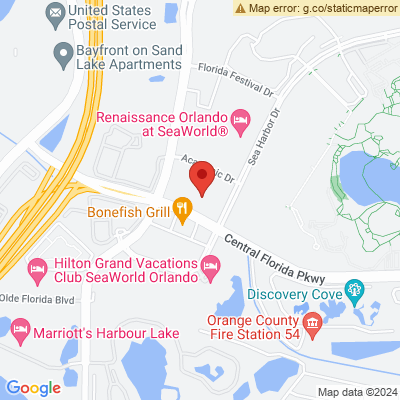 Map error: g.co/staticmaperror
United States
Postal Service
Bayfront on Sand
Lake Apartments
Florida Festival Dr
Renaissance Orlando
at SeaWorld®
Sea Harbor Dr
Dr
Bonefish Grill
Central Florida Pkwy
Hilton Grand Vacations
Club SeaWorld Orlando
Discovery Cove
Olde Florida Blvd
Orange County
Fire Station 54
Marriott's Harbour Lake
Google
Map data ©2024